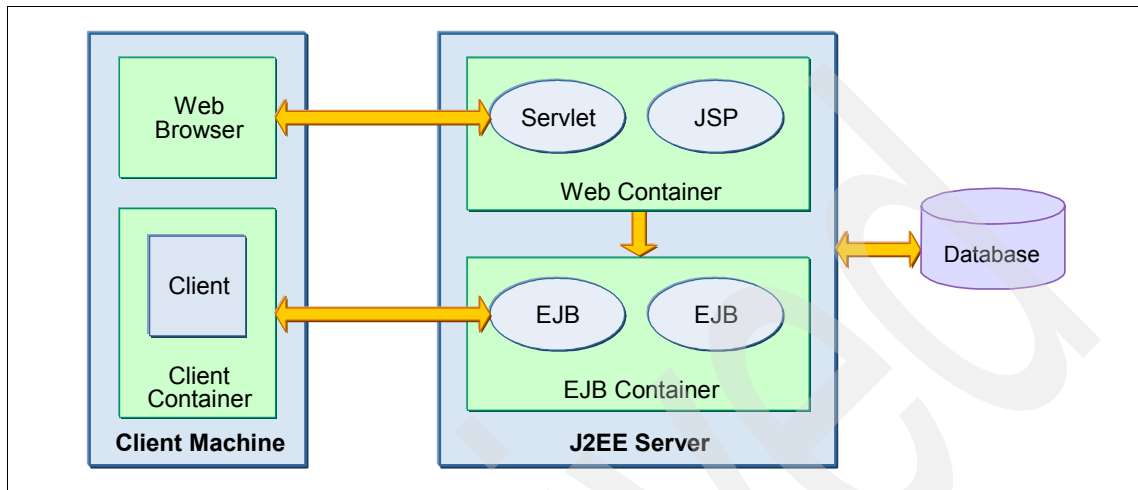 Web
Browser
Client
Client
Container
Client Machine
Servlet
JSP
Web Container
EJB
EJB
EJB Container
J2EE Server
Database